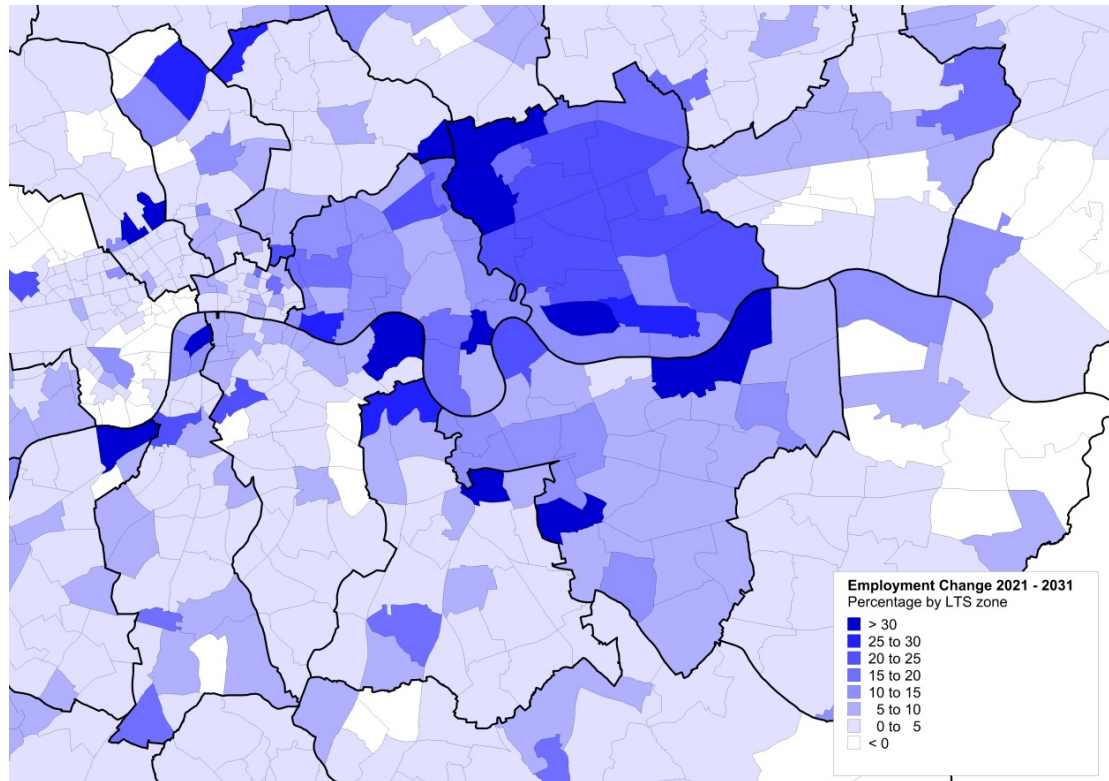 Employment Change 2021 - 2031
Percentage by LTS zone
> 30
25 to 30
20 to 25
15 to 20
10 to 15
5 to 10
0 to 5
< 0